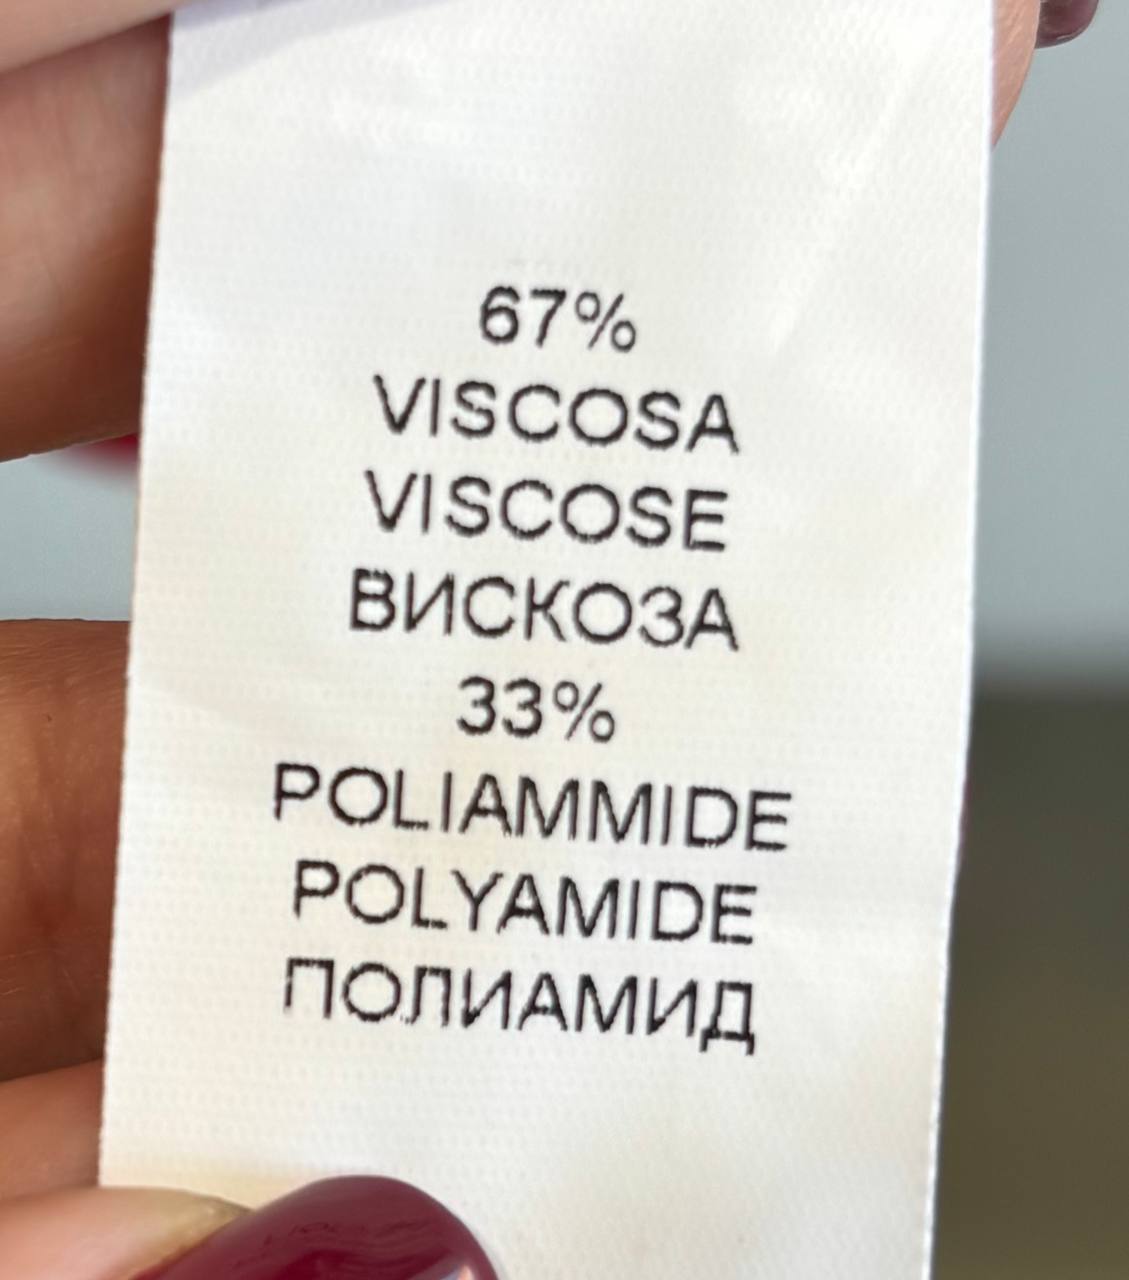 67%
VISCOSA
VISCOSE
ВИСКОЗА
33%
POLIAMMIDE
POLYAMIDE
ПОЛИАМИД